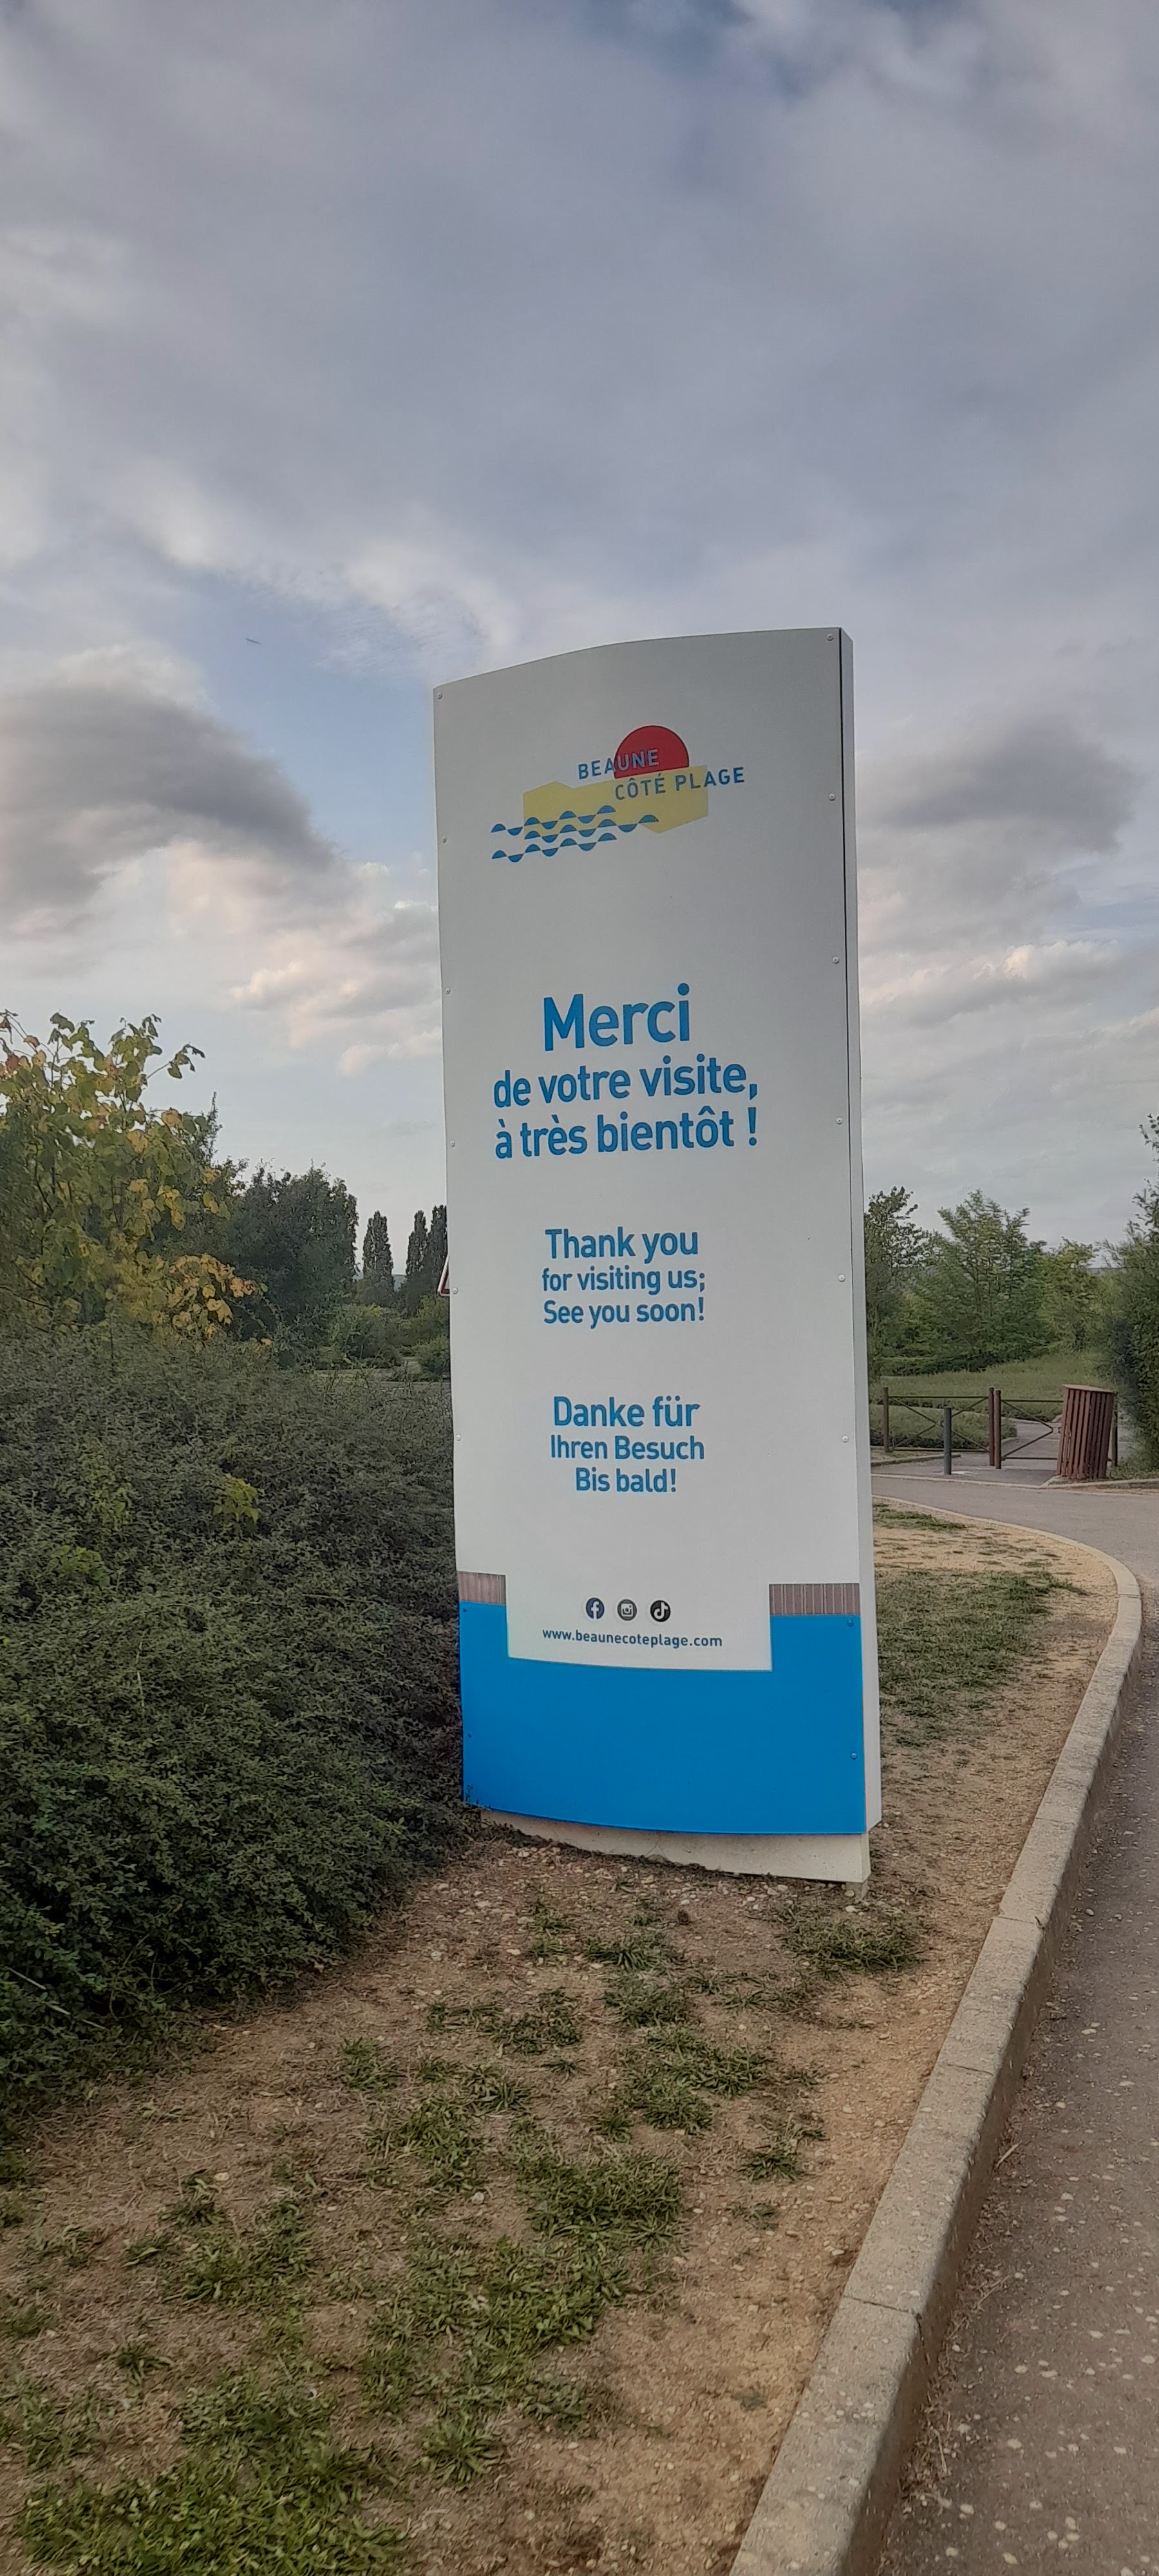 BEAUNE
CÔTÉ PLAGE
Merci
de votre visite,
à très bientôt !
Thank you
for visiting us;
See you soon!
Danke für
Ihren Besuch
Bis bald!
www.beaunecoteplage.com